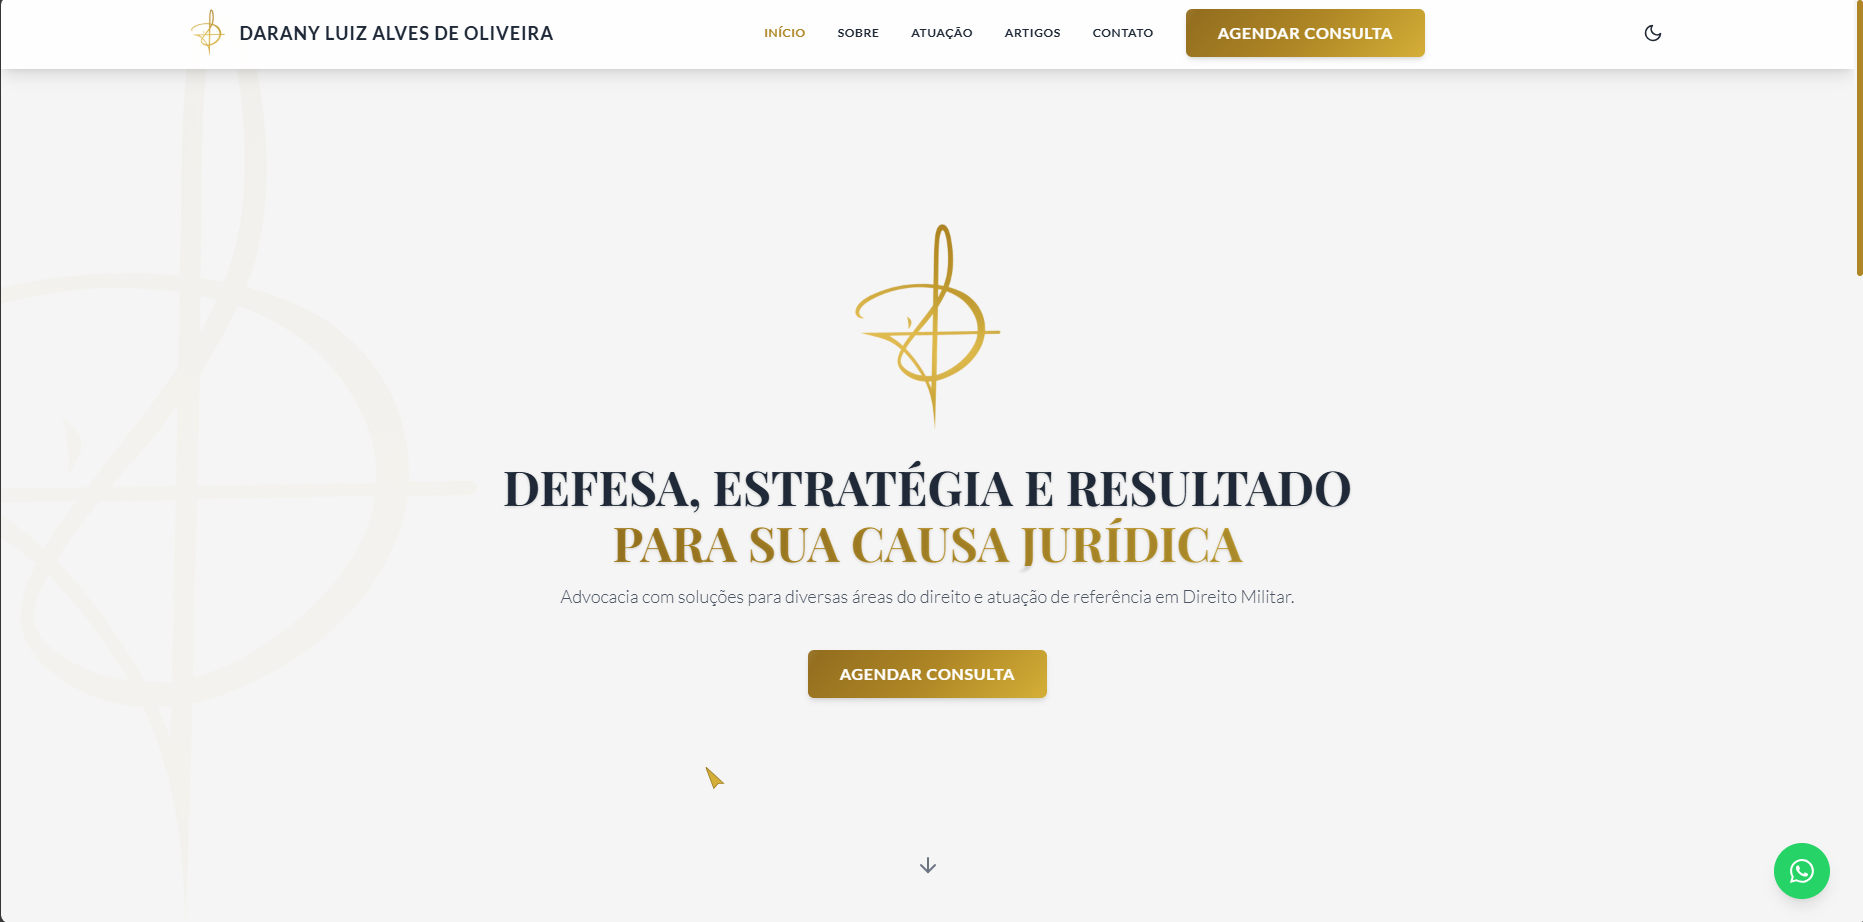 DARANY LUIZ ALVES DE OLIVEIRA
INÍCIO SOBRE ATUAÇÃO ARTIGOS CONTATO AGENDAR CONSULTA
DEFESA, ESTRATÉGIA E RESULTADO
PARA SUA CAUSA JURÍDICA
Advocacia com soluções para diversas áreas do direito e atuação de referência em Direito Militar.
AGENDAR CONSULTA